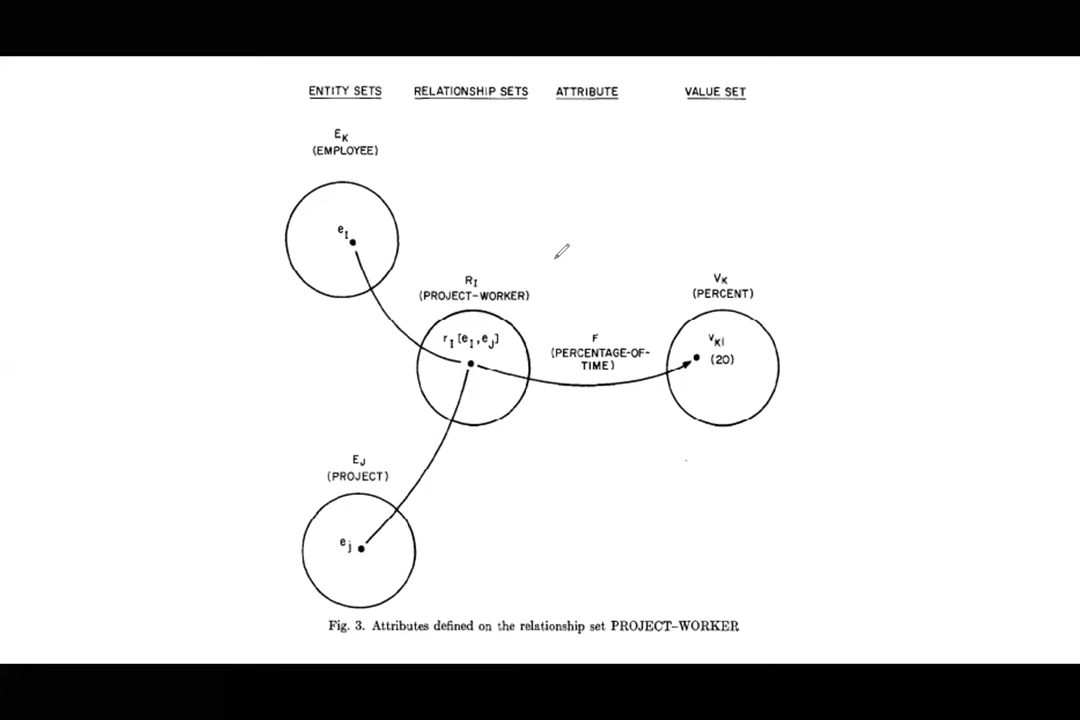 ENTITY SETS RELATIONSHIP SETS ATTRIBUTE VALUE SET
EK
(EMPLOYEE)
eI
RI
(PROJECT-WORKER)
rI [eI, eJ]
F
(PERCENTAGE-OF-
TIME)
VK
(PERCENT)
vKI
(20)
EJ
(PROJECT)
ej
Fig. 3. Attributes defined on the relationship set PROJECT-WORKER